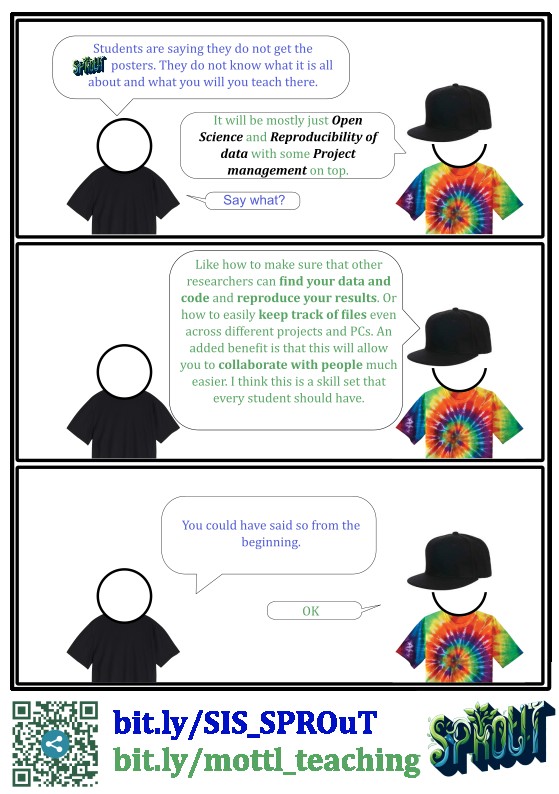 Students are saying they do not get the
SPROUT posters. They do not know what it is all
about and what you will you teach there.
It will be mostly just Open
Science and Reproducibility of
data with some Project
management on top.
Say what?
Like how to make sure that other
researchers can find your data and
code and reproduce your results. Or
how to easily keep track of files even
across different projects and PCs. An
added benefit is that this will allow
you to collaborate with people much
easier. I think this is a skill set that
every student should have.
You could have said so from the
beginning.
OK
bit.ly/SIS_SPROuT
bit.ly/mottl_teaching
SPROuT